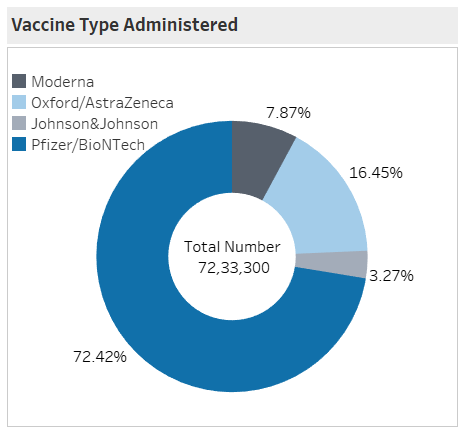 Vaccine Type Administered
Moderna
Oxford/AstraZeneca
Johnson&Johnson
Pfizer/BioNTech
7.87%
16.45%
3.27%
72.42%
Total Number
72,33,300